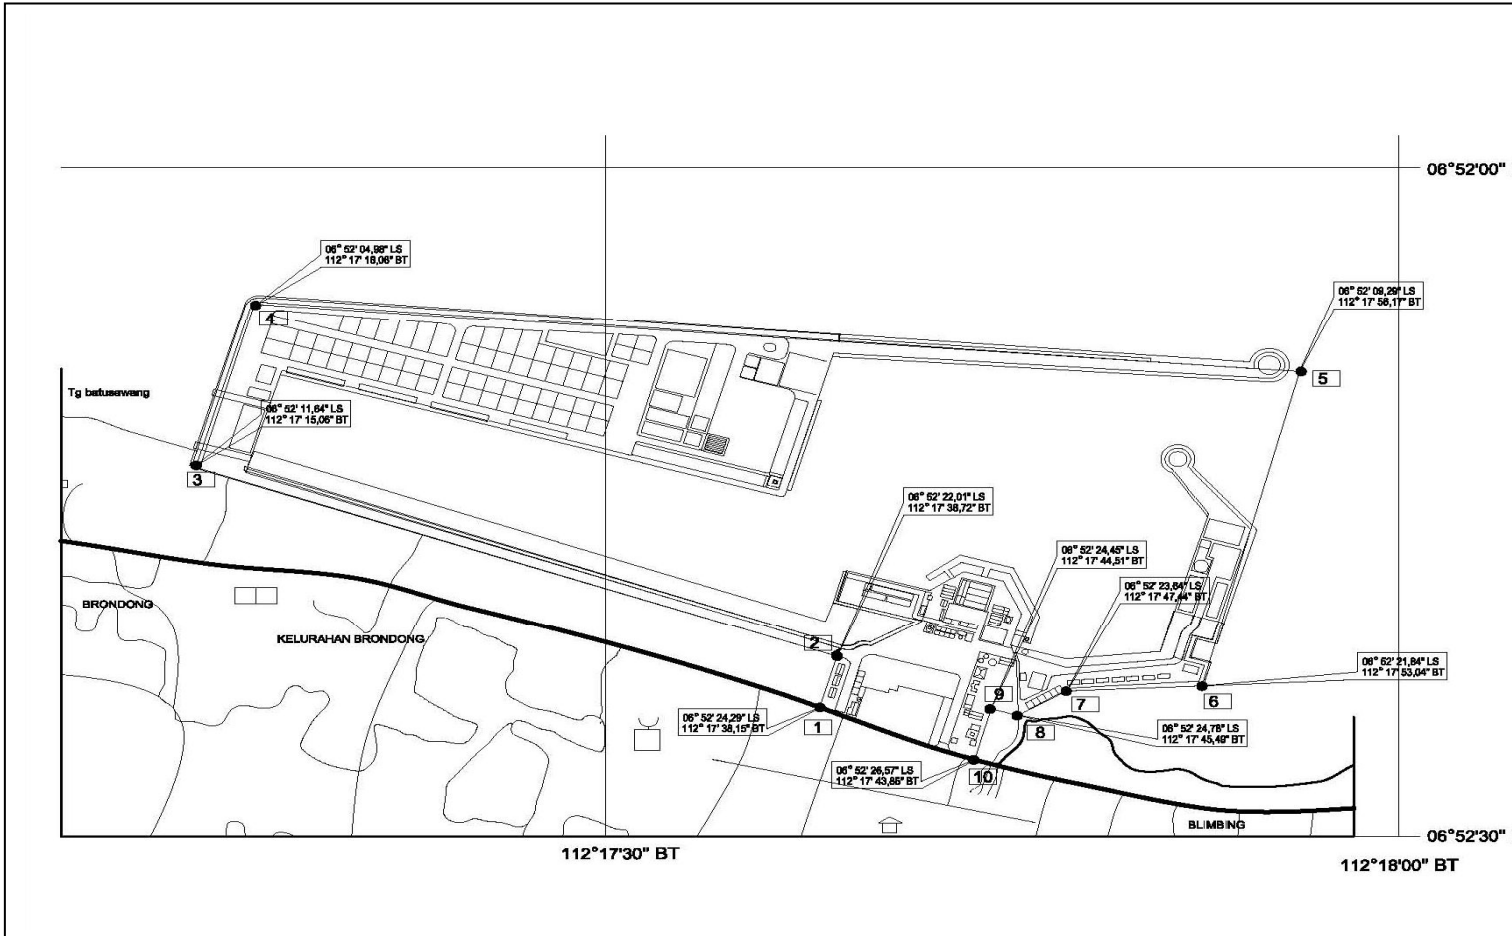 06°52'00"
06° 52' 04,98" LS
112° 17' 18,06" BT
06° 52' 09,29" LS
112° 17' 56,17" BT
4
5
Tg batusawang
06° 52' 11,64" LS
112° 17' 15,06" BT
3
06° 52' 22,01" LS
112° 17' 38,72" BT
06° 52' 24,45" LS
112° 17' 44,51" BT
06° 52' 23,64" LS
112° 17' 47,44" BT
BRONDONG
KELURAHAN BRONDONG
2
06° 52' 21,84" LS
112° 17' 53,04" BT
9
7
6
06° 52' 24,29" LS
112° 17' 38,15" BT
1
8
06° 52' 24,78" LS
112° 17' 45,49" BT
06° 52' 26,57" LS
112° 17' 43,85" BT
10
BLIMBING
06°52'30"
112°17'30" BT
112°18'00" BT